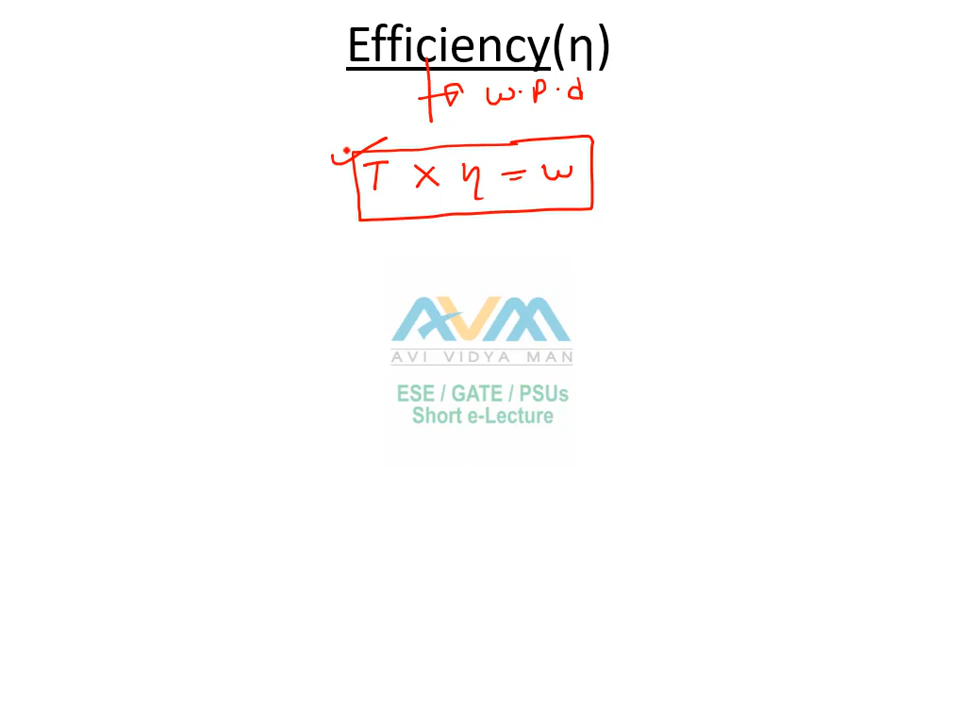 Efficiency(η)
w.p.d
T × η = w
AVM
AVI VIDYA MAN
ESE / GATE / PSUs
Short e-Lecture